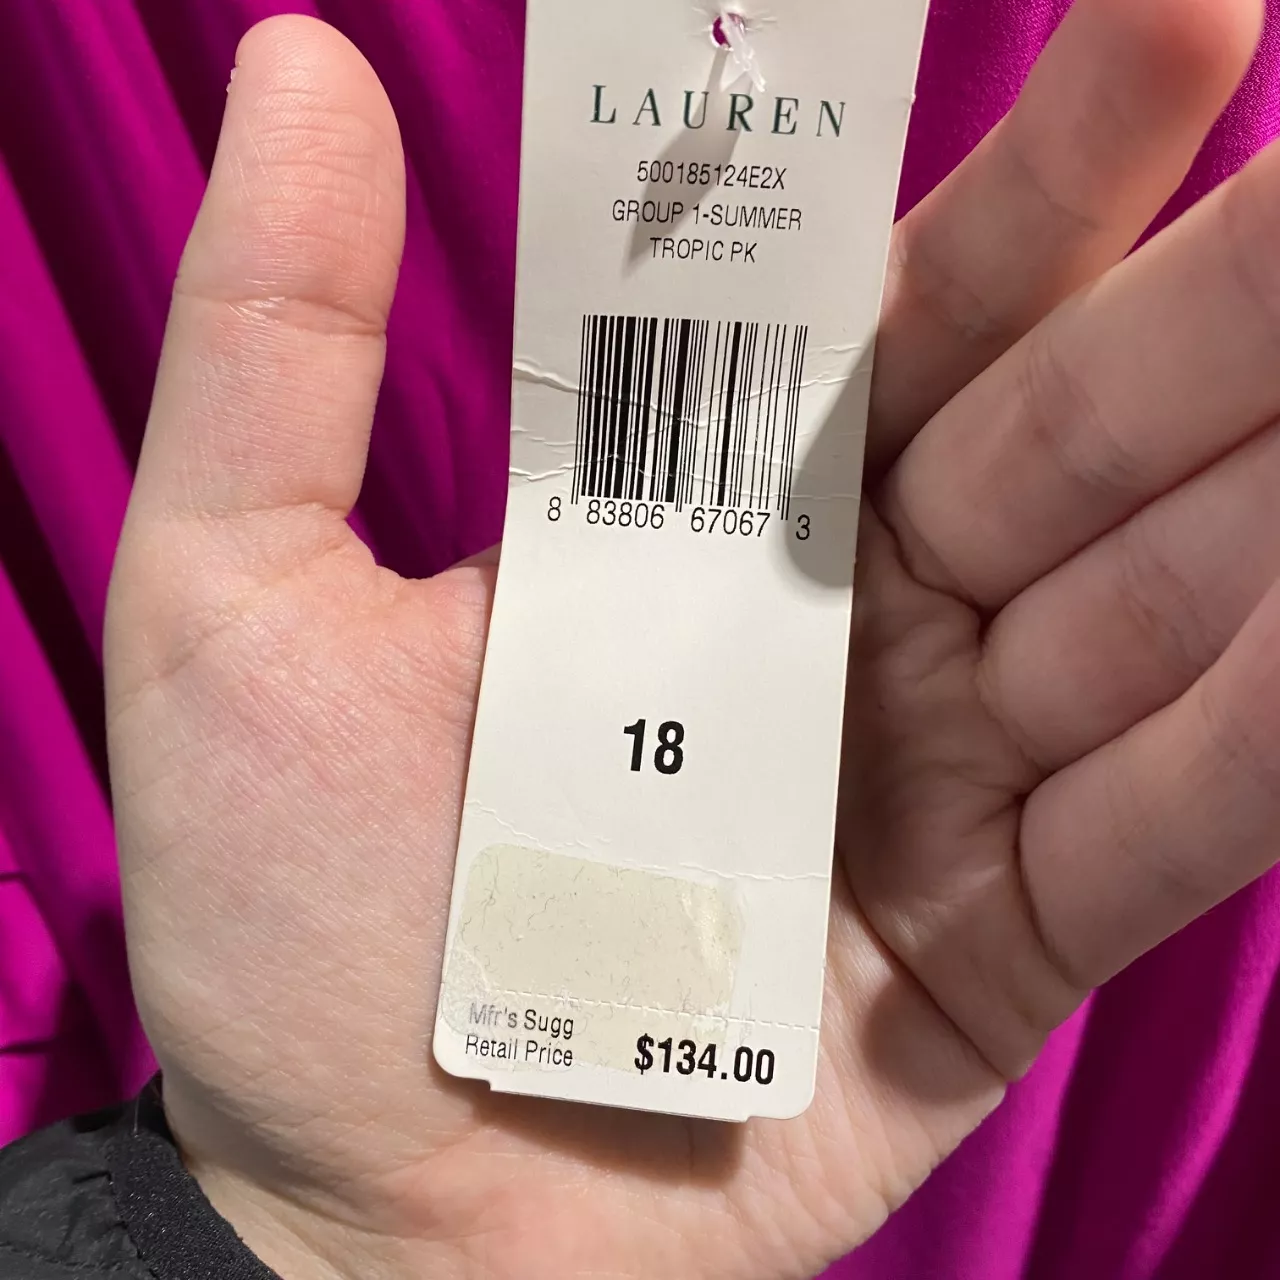 LAUREN
500185124E2X
GROUP 1-SUMMER
TROPIC PK
8 83806 67067 3
18
Mfr's Sugg
Retail Price $134.00